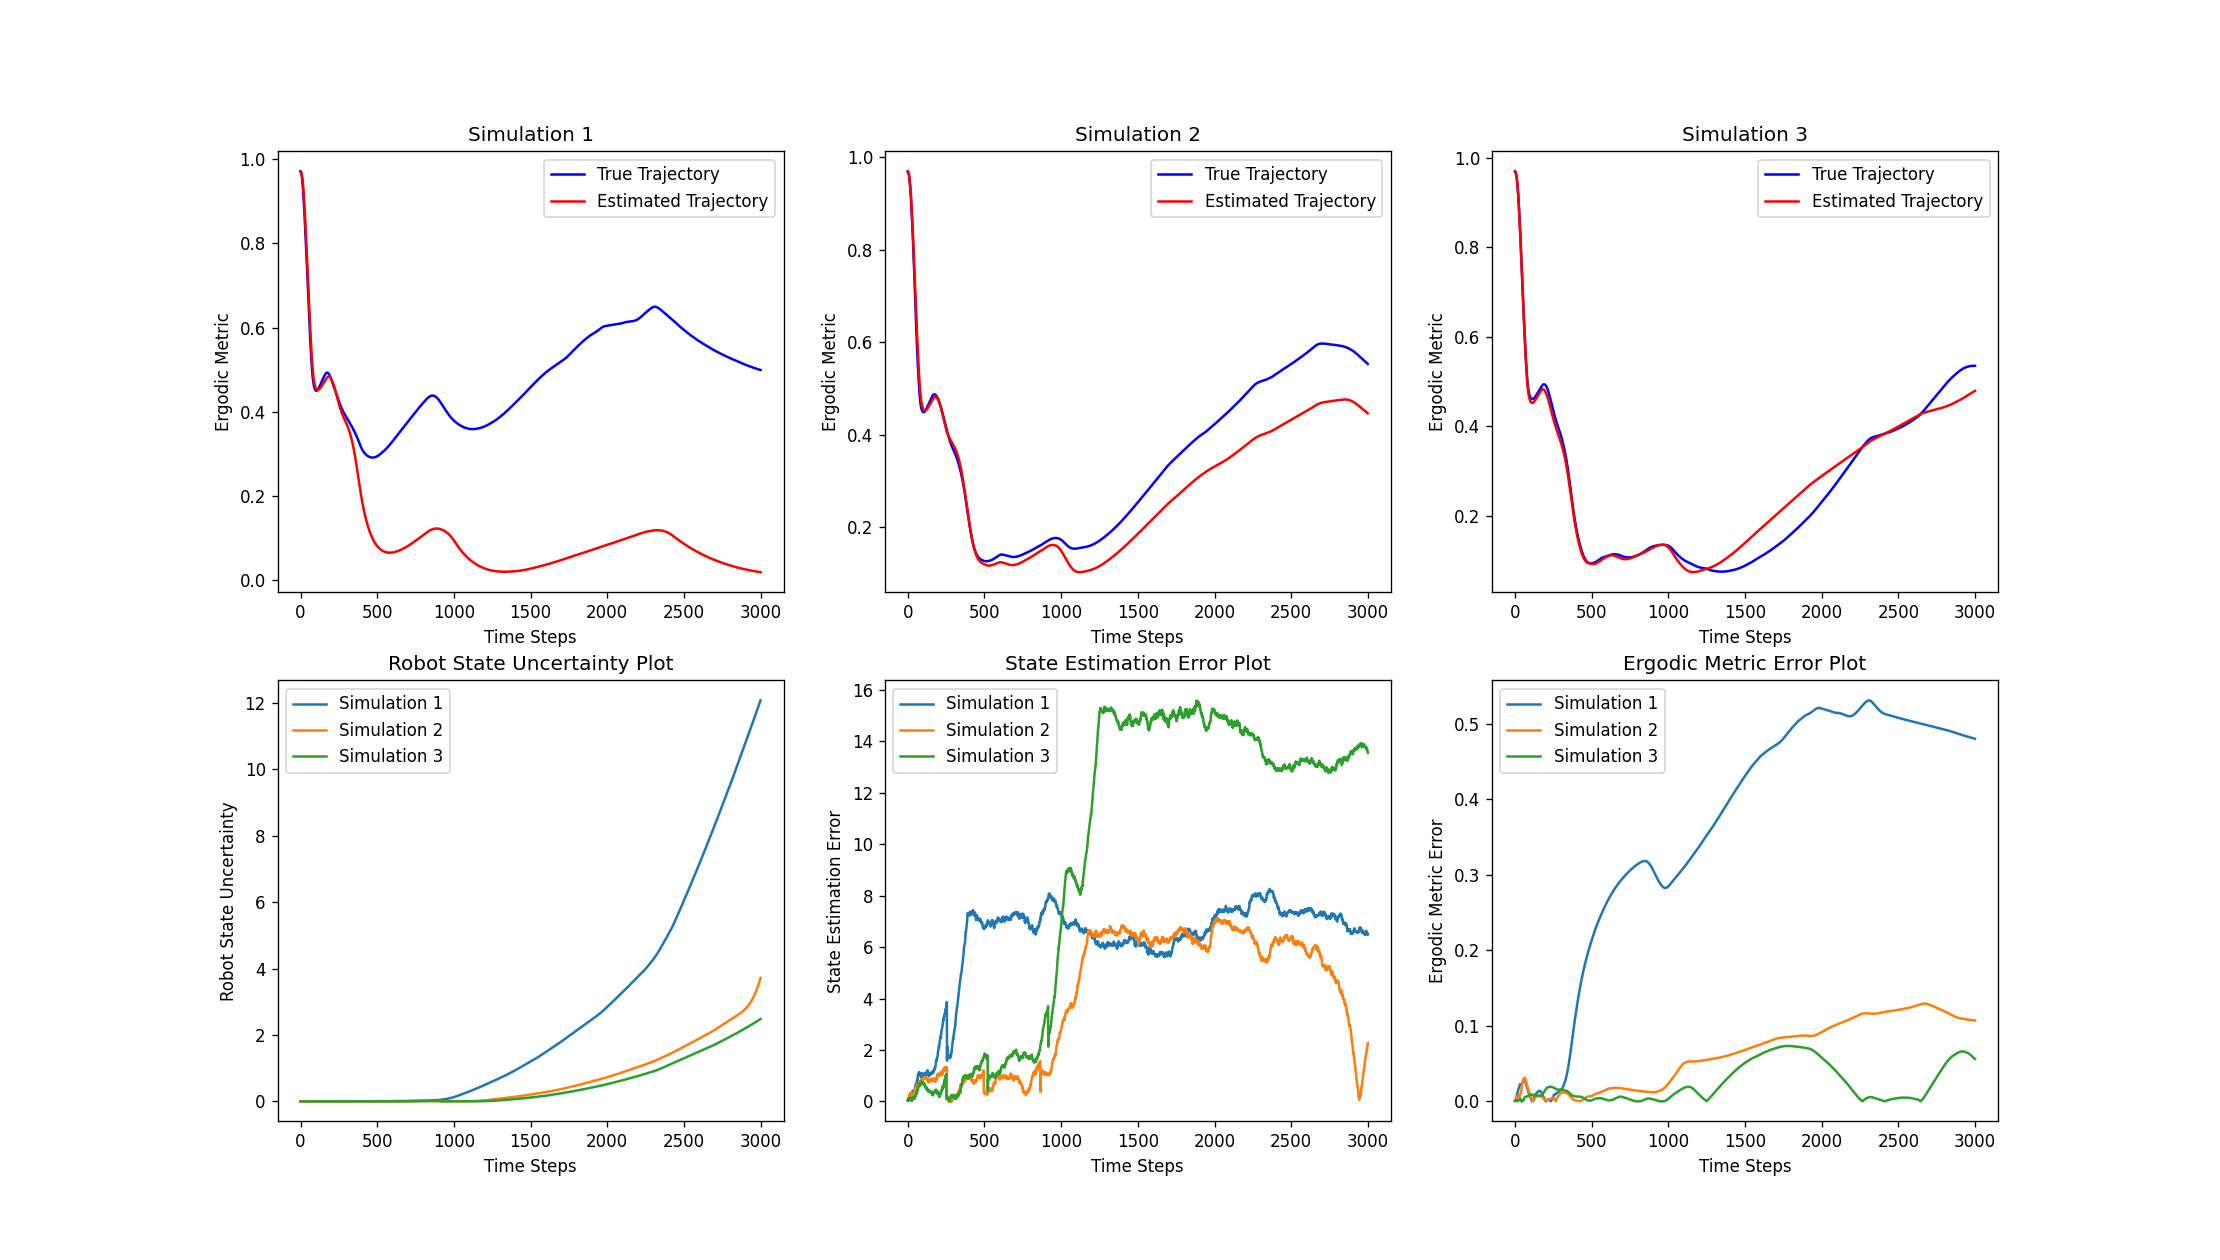 Simulation 1
Ergodic Metric
1.0
0.8
0.6
0.4
0.2
0.0
True Trajectory
Estimated Trajectory
0 500 1000 1500 2000 2500 3000
Time Steps
Simulation 2
Ergodic Metric
1.0
0.8
0.6
0.4
0.2
True Trajectory
Estimated Trajectory
0 500 1000 1500 2000 2500 3000
Time Steps
Simulation 3
Ergodic Metric
1.0
0.8
0.6
0.4
0.2
True Trajectory
Estimated Trajectory
0 500 1000 1500 2000 2500 3000
Time Steps
Robot State Uncertainty Plot
Robot State Uncertainty
12
10
8
6
4
2
0
Simulation 1
Simulation 2
Simulation 3
0 500 1000 1500 2000 2500 3000
Time Steps
State Estimation Error Plot
State Estimation Error
16
14
12
10
8
6
4
2
0
Simulation 1
Simulation 2
Simulation 3
0 500 1000 1500 2000 2500 3000
Time Steps
Ergodic Metric Error Plot
Ergodic Metric Error
0.5
0.4
0.3
0.2
0.1
0.0
Simulation 1
Simulation 2
Simulation 3
0 500 1000 1500 2000 2500 3000
Time Steps